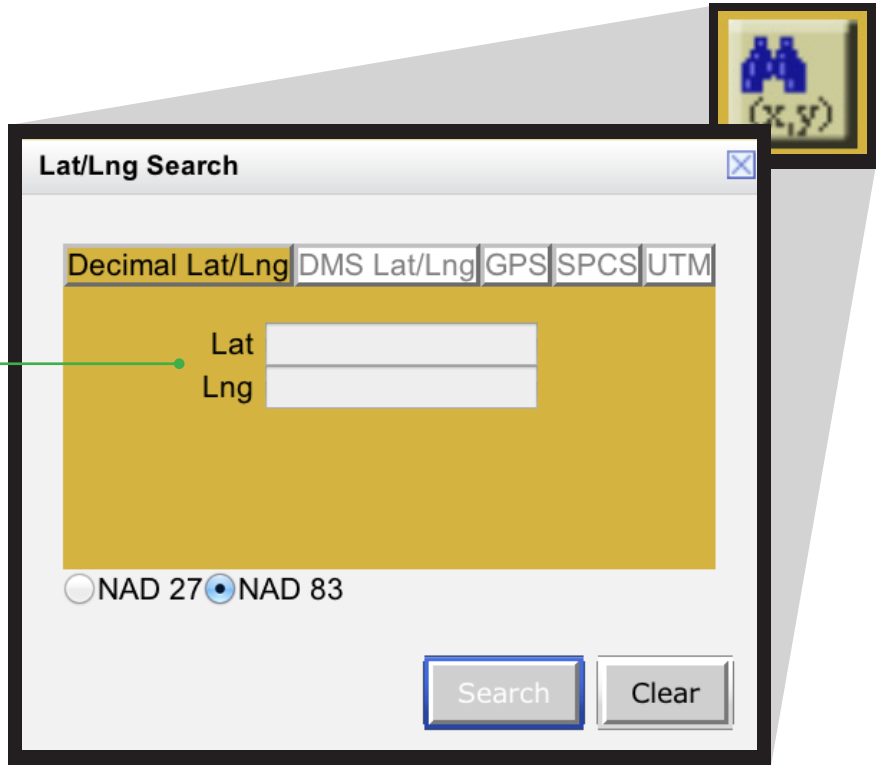 (x,y)
Lat/Lng Search
Decimal Lat/Lng DMS Lat/Lng GPS SPCS UTM
Lat
Lng
NAD 27 NAD 83
Search Clear